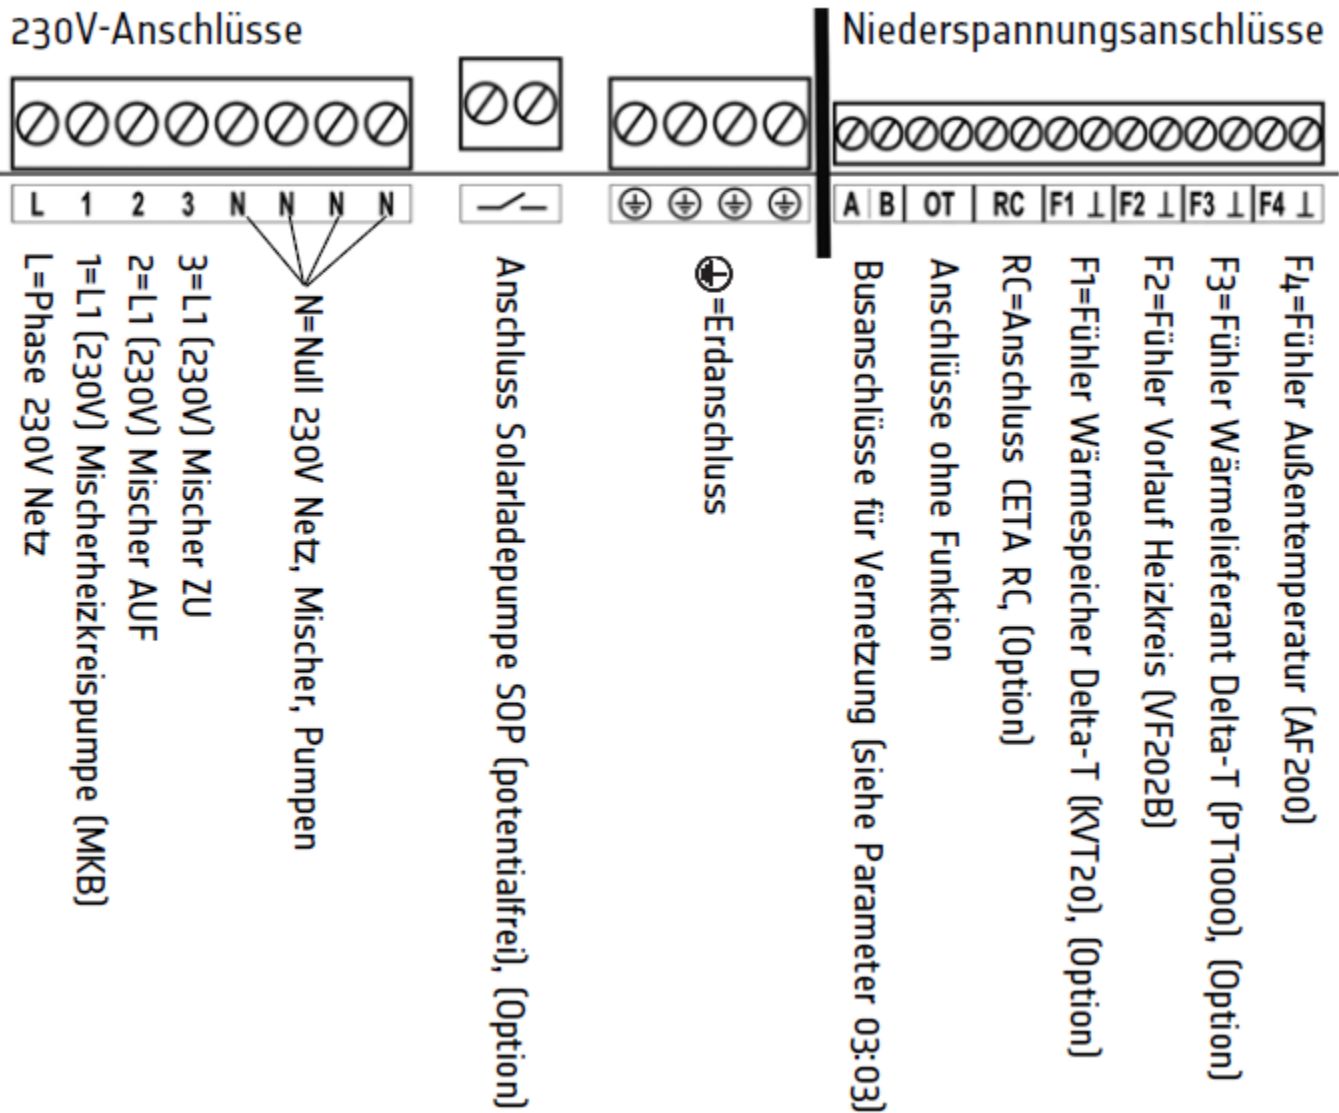 230V-Anschlüsse
Niederspannungsanschlüsse
L 1 2 3 N N N N
A B OT RC F1 ⊥ F2 ⊥ F3 ⊥ F4 ⊥
L=Phase 230V Netz
1=L1 (230V) Mischerheizkreispumpe (MKB)
2=L1 (230V) Mischer AUF
3=L1 (230V) Mischer ZU
N=Null 230V Netz, Mischer, Pumpen
Anschluss Solarladepumpe SOP (potentialfrei), (Option)
⏚=Erdanschluss
Busanschlüsse für Vernetzung (siehe Parameter 03:03)
Anschlüsse ohne Funktion
RC=Anschluss CETA RC, (Option)
F1=Fühler Wärmespeicher Delta-T (KVT20), (Option)
F2=Fühler Vorlauf Heizkreis (VF202B)
F3=Fühler Wärmelieferant Delta-T (PT1000), (Option)
F4=Fühler Außentemperatur (AF200)